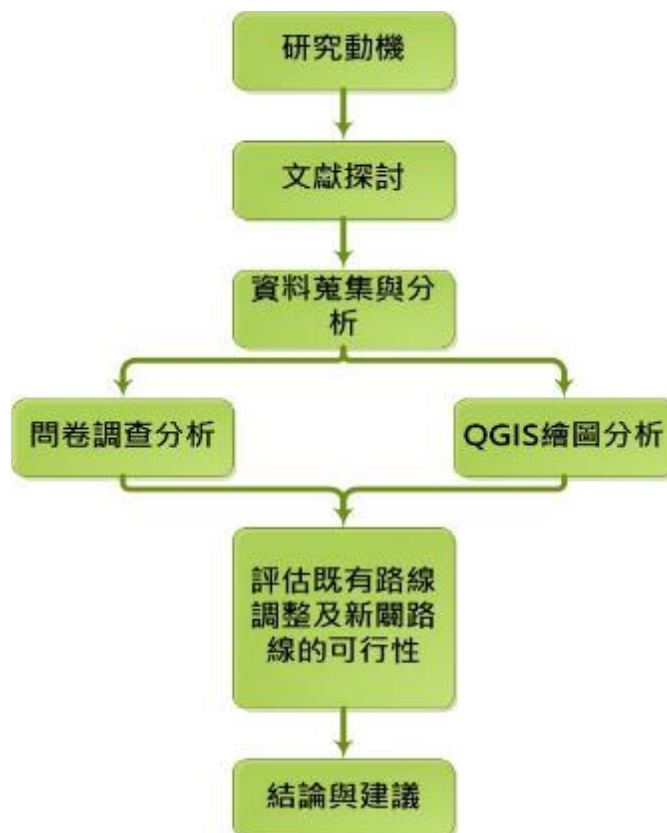 研究動機
文獻探討
資料蒐集與分
析
問卷調查分析
QGIS繪圖分析
評估既有路線
調整及新闢路
線的可行性
結論與建議